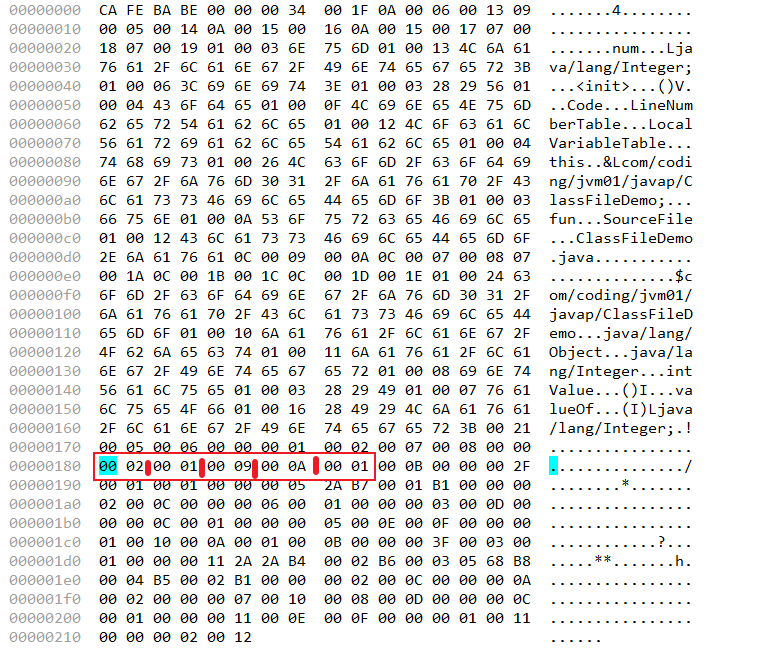 00000000 CA FE BA BE 00 00 00 34 00 1F 0A 00 06 00 13 09 .......4........
00000010 00 05 00 14 0A 00 15 00 16 0A 00 15 00 17 07 00 ................
00000020 18 07 00 19 01 00 03 6E 75 6D 01 00 13 4C 6A 61 .......num...Lja
00000030 76 61 2F 6C 61 6E 67 2F 49 6E 74 65 67 65 72 3B va/lang/Integer;
00000040 01 00 06 3C 69 6E 69 74 3E 01 00 03 28 29 56 01 ...<init>...()V.
00000050 00 04 43 6F 64 65 01 00 0F 4C 69 6E 65 4E 75 6D ..Code...LineNum
00000060 62 65 72 54 61 62 6C 65 01 00 12 4C 6F 63 61 6C berTable...Local
00000070 56 61 72 69 61 62 6C 65 54 61 62 6C 65 01 00 04 VariableTable...
00000080 74 68 69 73 01 00 26 4C 63 6F 6D 2F 63 6F 64 69 this..&Lcom/codi
00000090 6E 67 2F 6A 76 6D 30 31 2F 6A 61 76 61 70 2F 43 ng/jvm01/javap/C
000000a0 6C 61 73 73 46 69 6C 65 44 65 6D 6F 3B 01 00 03 lassFileDemo;...
000000b0 66 75 6E 01 00 0A 53 6F 75 72 63 65 46 69 6C 65 fun...SourceFile
000000c0 01 00 12 43 6C 61 73 73 46 69 6C 65 44 65 6D 6F ...ClassFileDemo
000000d0 2E 6A 61 76 61 0C 00 09 00 0A 0C 00 07 00 08 07 .java...........
000000e0 00 1A 0C 00 1B 00 1C 0C 00 1D 00 1E 01 00 24 63 ..............$c
000000f0 6F 6D 2F 63 6F 64 69 6E 67 2F 6A 76 6D 30 31 2F om/coding/jvm01/
00000100 6A 61 76 61 70 2F 43 6C 61 73 73 46 69 6C 65 44 javap/ClassFileD
00000110 65 6D 6F 01 00 10 6A 61 76 61 2F 6C 61 6E 67 2F emo...java/lang/
00000120 4F 62 6A 65 63 74 01 00 11 6A 61 76 61 2F 6C 61 Object...java/la
00000130 6E 67 2F 49 6E 74 65 67 65 72 01 00 08 69 6E 74 ng/Integer...int
00000140 56 61 6C 75 65 01 00 03 28 29 49 01 00 07 76 61 Value...()I...va
00000150 6C 75 65 4F 66 01 00 16 28 49 29 4C 6A 61 76 61 lueOf...(I)Ljava
00000160 2F 6C 61 6E 67 2F 49 6E 74 65 67 65 72 3B 00 21 /lang/Integer;.!
00000170 00 05 00 06 00 00 00 01 00 02 00 07 00 08 00 00 ................
00000180 00 02 00 01 00 09 00 0A 00 01 00 0B 00 00 00 2F .............../
00000190 00 01 00 01 00 00 00 05 2A B7 00 01 B1 00 00 00 ........*.......
000001a0 02 00 0C 00 00 00 06 00 01 00 00 00 03 00 0D 00 ................
000001b0 00 00 0C 00 01 00 00 00 05 00 0E 00 0F 00 00 00 ................
000001c0 01 00 10 00 0A 00 01 00 0B 00 00 00 3F 00 03 00 ............?...
000001d0 01 00 00 00 11 2A 2A B4 00 02 B6 00 03 05 68 B8 .....**.......h.
000001e0 00 04 B5 00 02 B1 00 00 00 02 00 0C 00 00 00 0A ................
000001f0 00 02 00 00 00 07 00 10 00 08 00 0D 00 00 00 0C ................
00000200 00 01 00 00 00 11 00 0E 00 0F 00 00 00 01 00 11 ................
00000210 00 00 00 02 00 12 ......